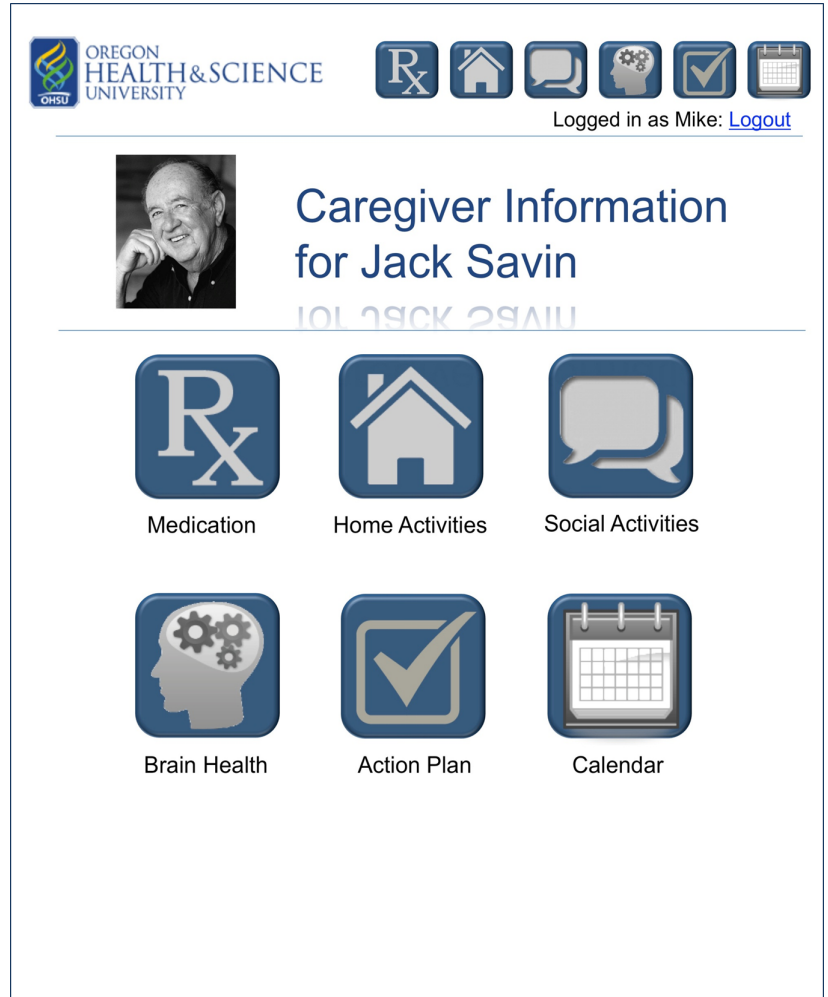 OREGON
HEALTH&SCIENCE
UNIVERSITY
OHSU
Rx
Logged in as Mike: Logout
Caregiver Information
for Jack Savin
Rx
Medication
Home Activities
Social Activities
Brain Health
Action Plan
Calendar